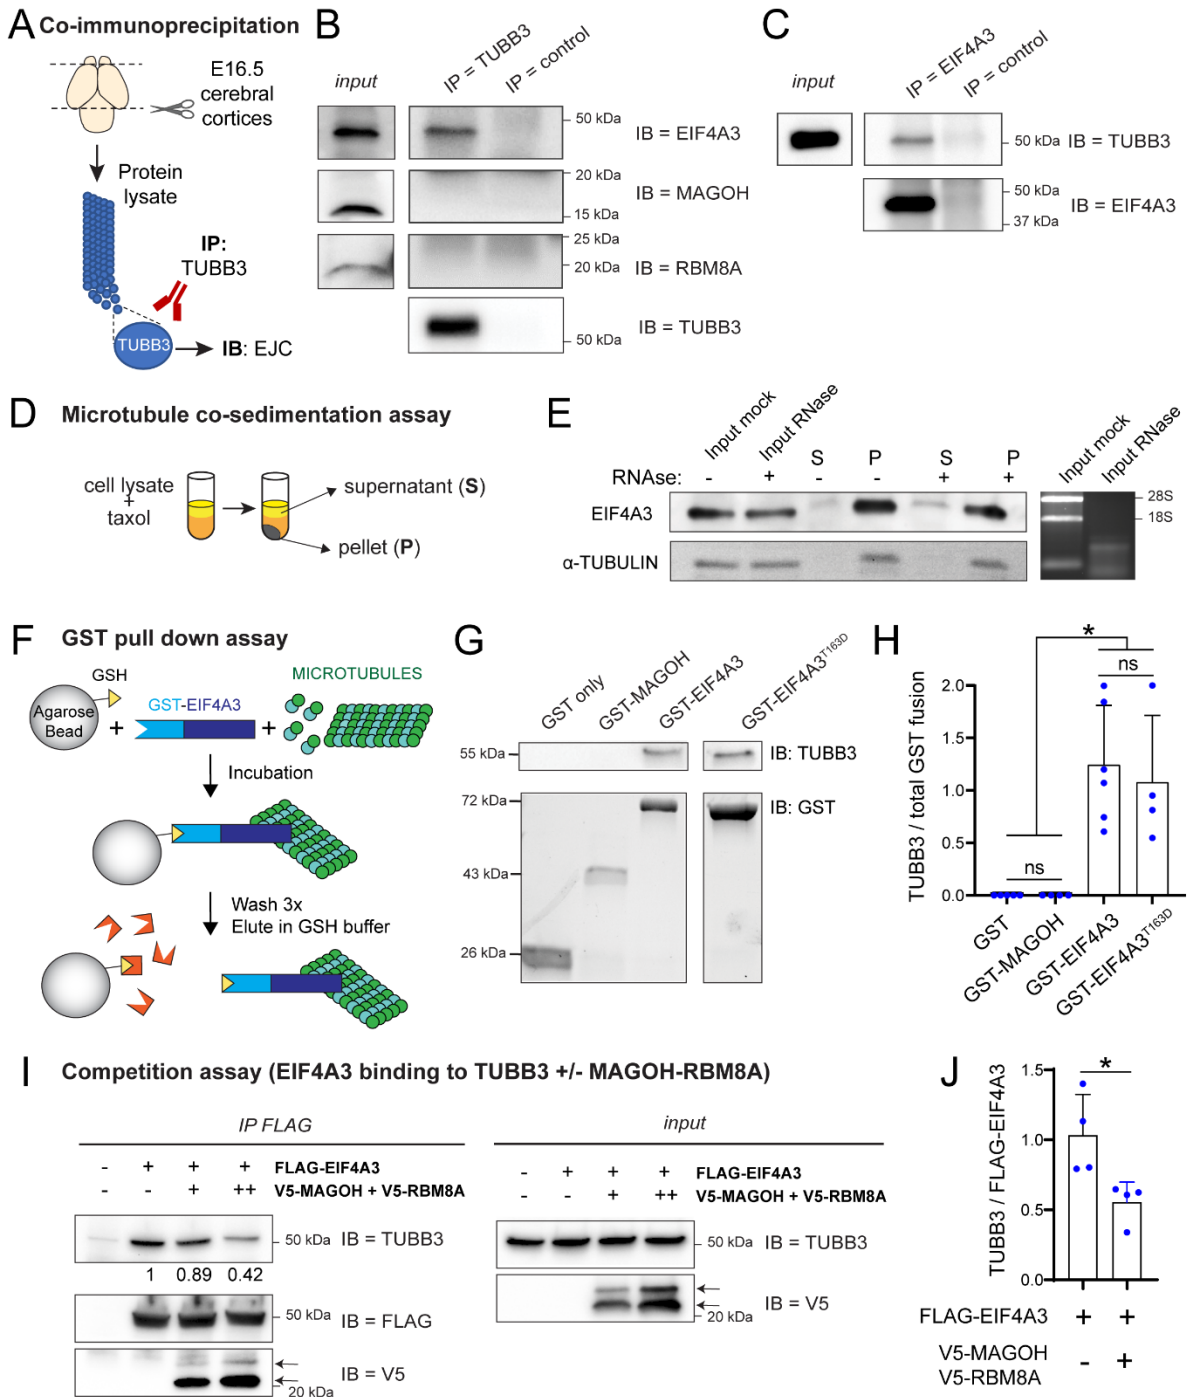 A Co-immunoprecipitation
E16.5
cerebral
cortices
Protein
lysate
IP:
TUBB3
TUBB3
IB: EJC
B
input
IP = TUBB3
IP = control
50 kDa
IB = EIF4A3
20 kDa
IB = MAGOH
15 kDa
25 kDa
20 kDa
IB = RBM8A
IB = TUBB3
50 kDa
C
input
IP = EIF4A3
IP = control
50 kDa
IB = TUBB3
50 kDa
IB = EIF4A3
37 kDa
D Microtubule co-sedimentation assay
cell lysate
+
taxol
supernatant (S)
pellet (P)
E
Input mock
Input RNase
S P S P
RNAse: - + - - + +
EIF4A3
α-TUBULIN
Input mock
Input RNase
28S
18S
F GST pull down assay
GSH
Agarose
Bead
+
GST-EIF4A3
+
MICROTUBULES
Incubation
Wash 3x
Elute in GSH buffer
G
GST only
GST-MAGOH
GST-EIF4A3
GST-EIF4A3T163D
55 kDa
IB: TUBB3
72 kDa
IB: GST
43 kDa
26 kDa
H
TUBB3 / total GST fusion
2.0
1.5
1.0
0.5
0.0
*
ns
ns
GST
GST-MAGOH
GST-EIF4A3
GST-EIF4A3T163D
I Competition assay (EIF4A3 binding to TUBB3 +/- MAGOH-RBM8A)
IP FLAG
- + + + FLAG-EIF4A3
- - + ++ V5-MAGOH + V5-RBM8A
50 kDa IB = TUBB3
1 0.89 0.42
50 kDa IB = FLAG
IB = V5
20 kDa
input
- + + + FLAG-EIF4A3
- - + ++ V5-MAGOH + V5-RBM8A
50 kDa IB = TUBB3
IB = V5
20 kDa
J
TUBB3 / FLAG-EIF4A3
1.5
1.0
0.5
0.0
*
FLAG-EIF4A3 + +
V5-MAGOH
V5-RBM8A - +